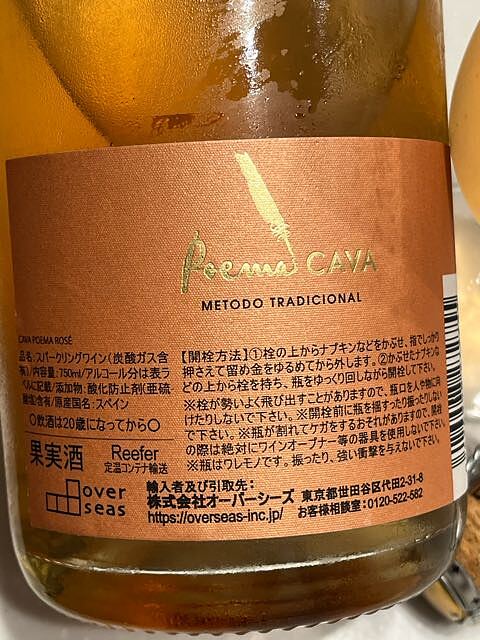 Poema CAVA
METODO TRADICIONAL
CAVA POEMA ROSÉ
品名:スパークリングワイン(炭酸ガス含
有)/内容量:750ml/アルコール分は表ラ
ベルに記載/添加物:酸化防止剤(亜硫
酸塩)含有/原産国名:スペイン
○飲酒は20歳になってから○
果実酒
Reefer
定温コンテナ輸送
【開栓方法】①栓の上からナプキンなどをかぶせ、指でしっかり
押さえて留め金をゆるめてから外します。②かぶせたナプキンな
どの上から栓を持ち、瓶をゆっくり回しながら開栓して下さい。
※栓が勢いよく飛び出すことがありますので、瓶口を人や物に向
けたりしないで下さい。※開栓前に瓶を揺すったり振ったりしない
で下さい。※瓶が割れてケガをするおそれがありますので、開栓
の際は絶対にワインオープナー等の器具を使用しないで下さい。
※瓶はワレモノです。振ったり、強い衝撃を与えないで下さい。
over
seas
輸入者及び引取先:
株式会社オーバーシーズ 東京都世田谷区代田2-31-8
https://overseas-inc.jp/ お客様相談室:0120-522-582